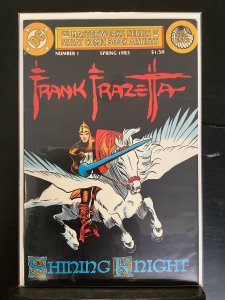 DC
THE MASTERWORKS SERIES OF
GREAT COMIC BOOK ARTISTS
NUMBER 1 SPRING 1983 $1.50
FRANK FRAZETTA
SHINING KNIGHT